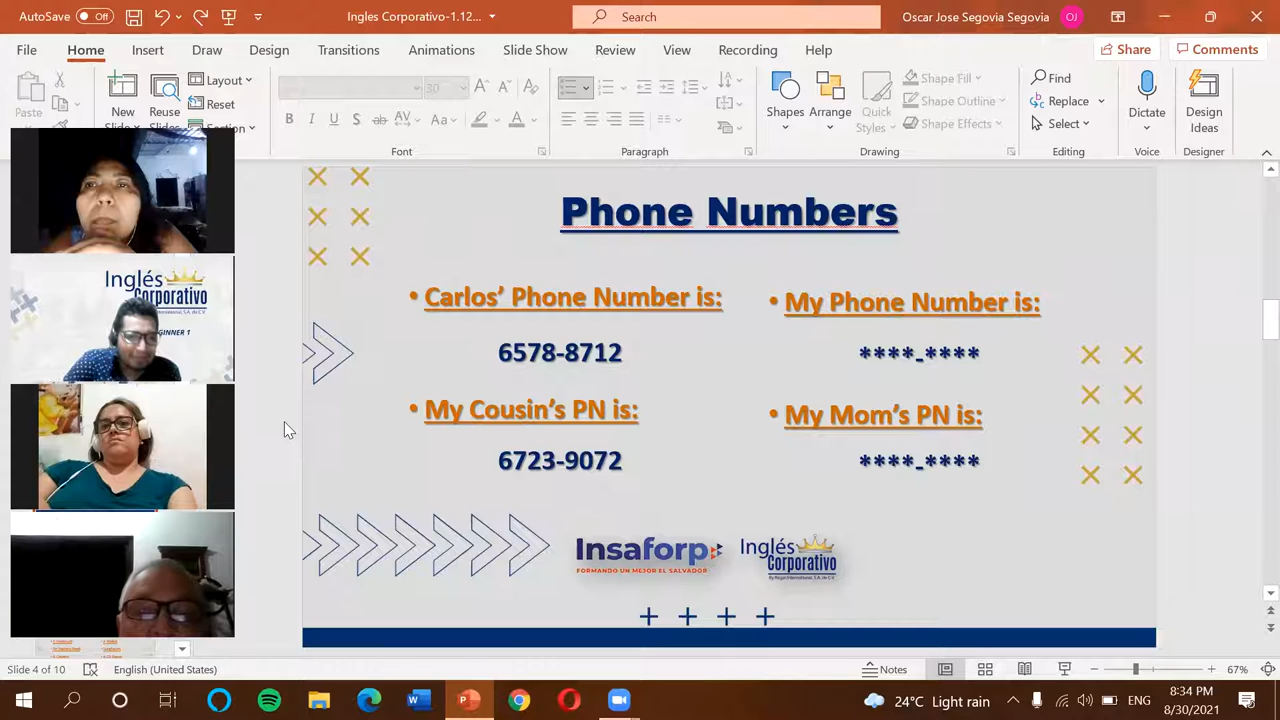 AutoSave Off Ingles Corporativo-1.12... Search Oscar Jose Segovia Segovia OJ
File Home Insert Draw Design Transitions Animations Slide Show Review View Recording Help Share Comments
Paste New Slide Reuse Slides Layout Reset Section 30 Shapes Arrange Quick Styles Shape Fill Shape Outline Shape Effects Find Replace Select Dictate Design Ideas
Font Paragraph Drawing Editing Voice Designer
Phone Numbers
• Carlos’ Phone Number is:
6578-8712
• My Cousin’s PN is:
6723-9072
• My Phone Number is:
****-****
• My Mom’s PN is:
****-****
Insaforp
FORMANDO UN MEJOR EL SALVADOR
Inglés
Corporativo
Inglés
Corporativo
Slide 4 of 10 English (United States) Notes 67%
24°C Light rain ENG 8:34 PM
8/30/2021